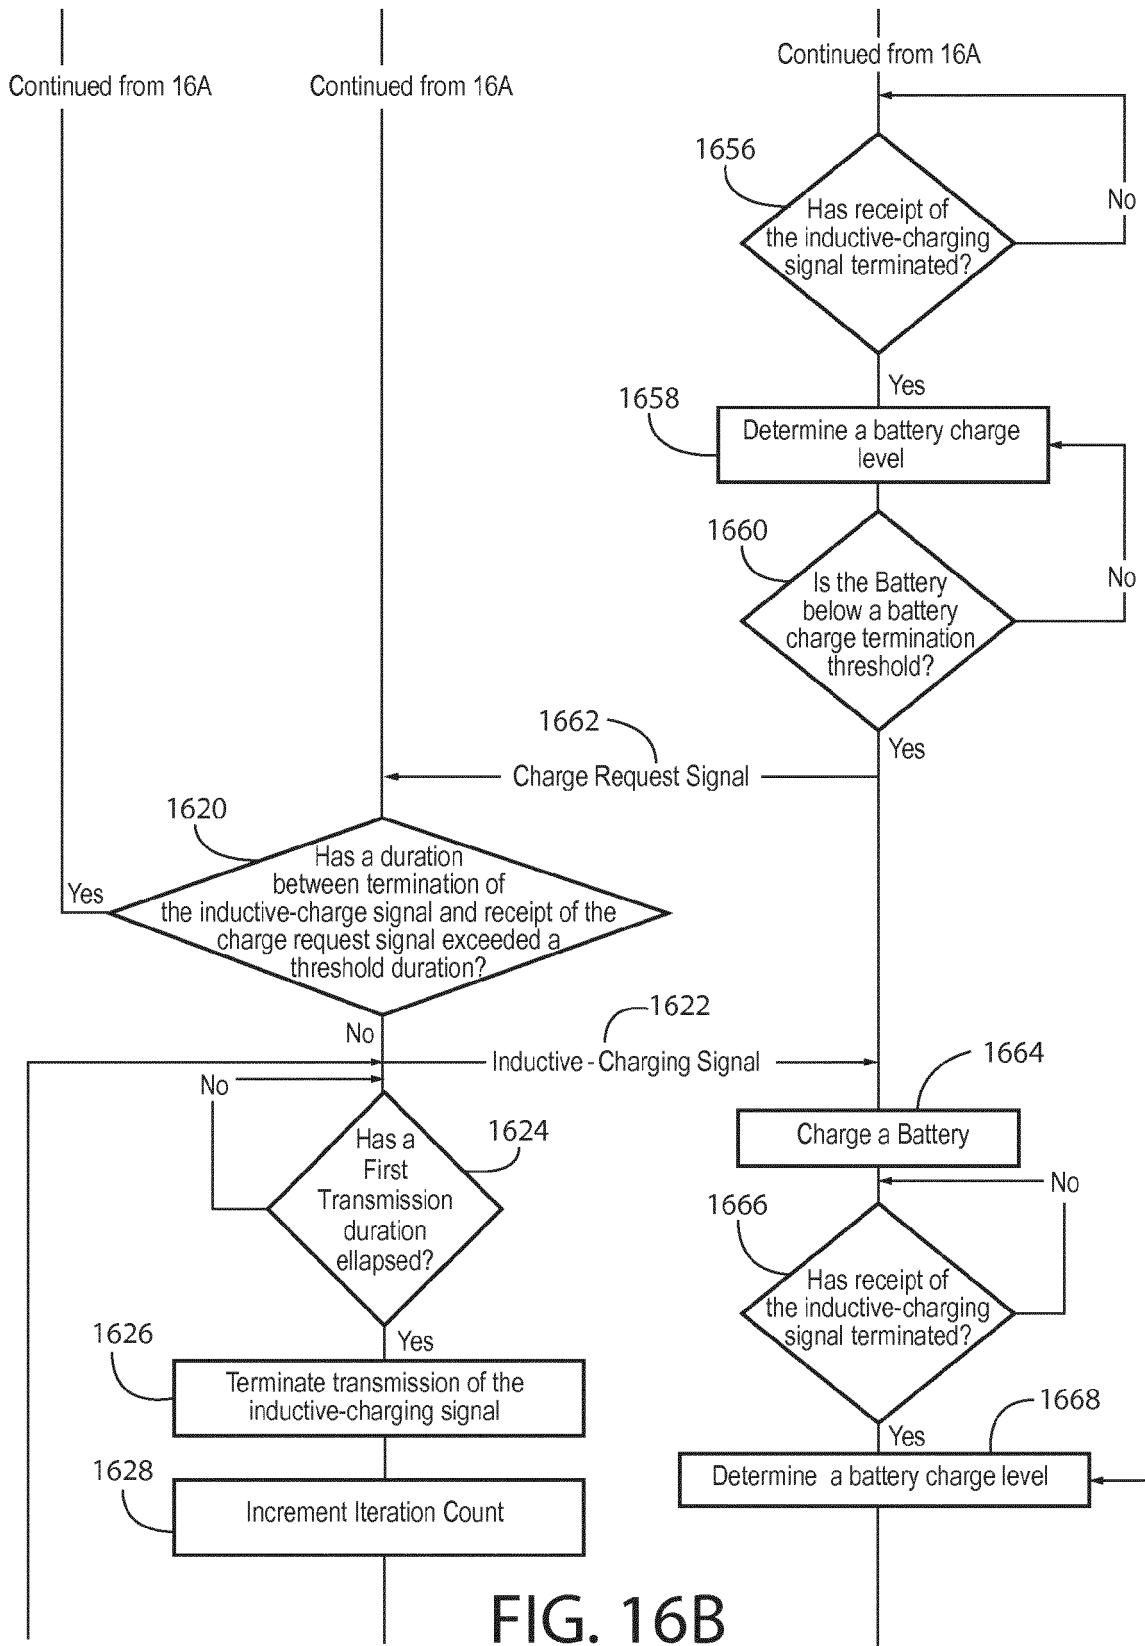 Continued from 16A
Continued from 16A
Continued from 16A
1656
Has receipt of
the inductive-charging
signal terminated?
No
Yes
1658
Determine a battery charge
level
1660
Is the Battery
below a battery
charge termination
threshold?
No
Yes
1662
Charge Request Signal
1620
Has a duration
between termination of
the inductive-charge signal and receipt of the
charge request signal exceeded a
threshold duration?
Yes
No
1622
Inductive - Charging Signal
No
1624
Has a
First
Transmission
duration
ellapsed?
Yes
1664
Charge a Battery
No
1666
Has receipt of
the inductive-charging
signal terminated?
Yes
1626
Terminate transmission of the
inductive-charging signal
1668
Determine a battery charge level
1628
Increment Iteration Count
FIG. 16B